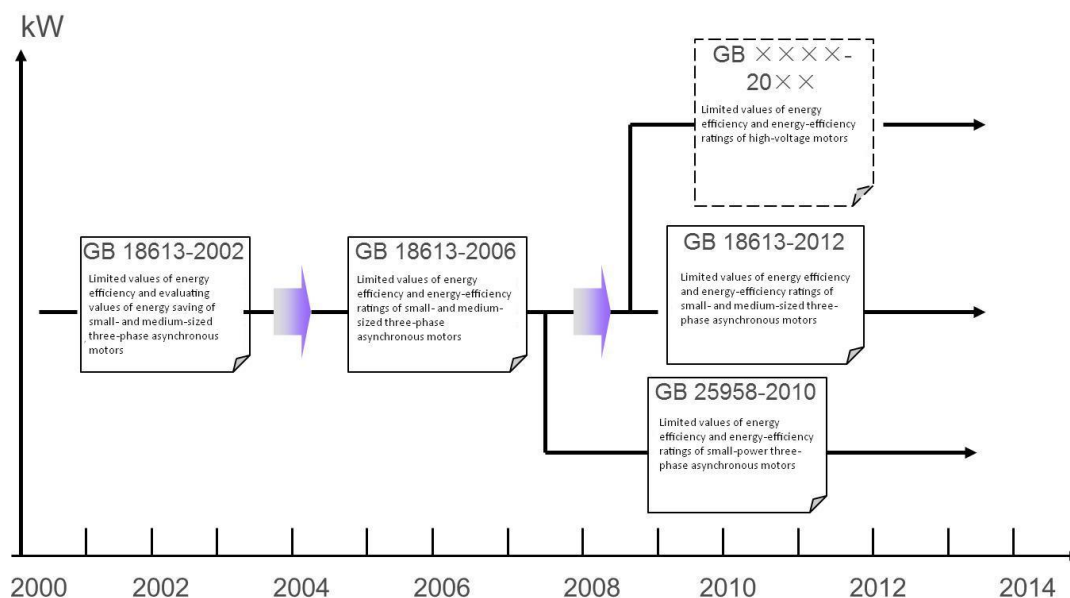 kW
GB ××××-
20××
Limited values of energy
efficiency and energy-efficiency
ratings of high-voltage motors
GB 18613-2002
Limited values of energy
efficiency and evaluating
values of energy saving of
small- and medium-sized
three-phase asynchronous
motors
GB 18613-2006
Limited values of energy
efficiency and energy-efficiency
ratings of small- and medium-
sized three-phase
asynchronous motors
GB 18613-2012
Limited values of energy efficiency
and energy-efficiency ratings of
small- and medium-sized three-
phase asynchronous motors
GB 25958-2010
Limited values of energy
efficiency and energy-efficiency
ratings of small-power three-
phase asynchronous motors
2000 2002 2004 2006 2008 2010 2012 2014